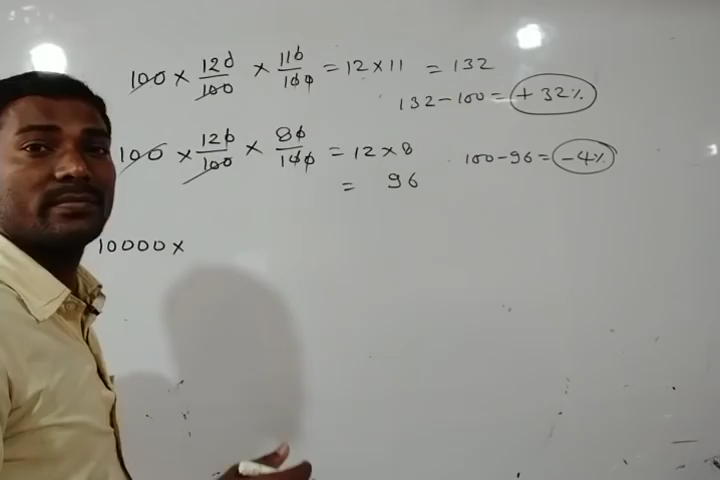 100 × 120/100 × 110/100 = 12 × 11 = 132
132 - 100 = +32%
100 × 120/100 × 80/100 = 12 × 8
= 96
100 - 96 = -4%
10000 ×